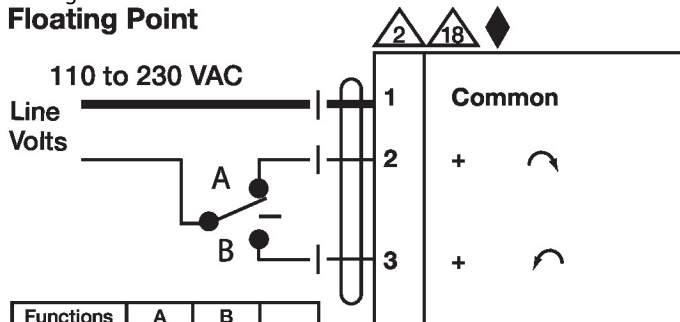 Floating Point
2 18
110 to 230 VAC
Line
Volts
1 Common
A
2 +
B
3 +
Functions A B